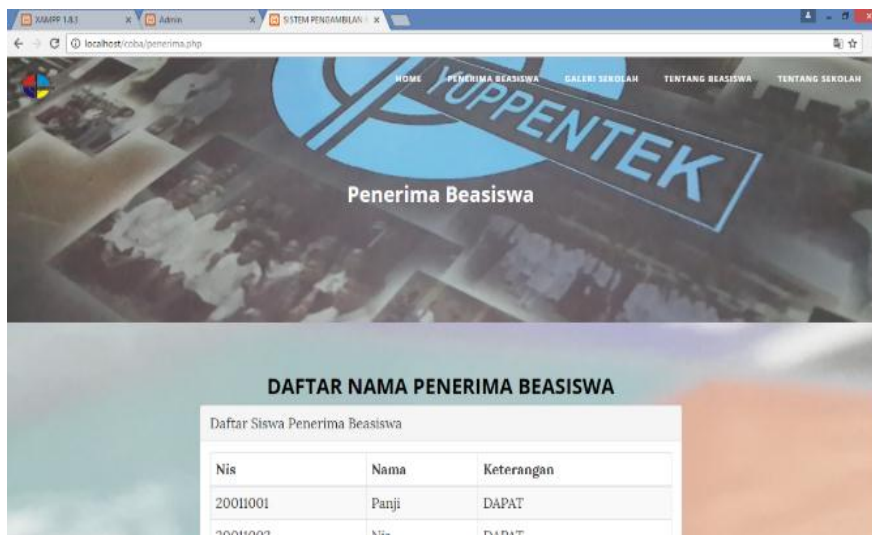 XAMPP 1.8.3
Admin
SISTEM PENGAMBILAN
localhost/coba/penerima.php
HOME PENERIMA BEASISWA GALERI SEKOLAH TENTANG BEASISWA TENTANG SEKOLAH
YUPPENTEK
Penerima Beasiswa
DAFTAR NAMA PENERIMA BEASISWA
Daftar Siswa Penerima Beasiswa
Nis Nama Keterangan
20011001 Panji DAPAT
DAPAT